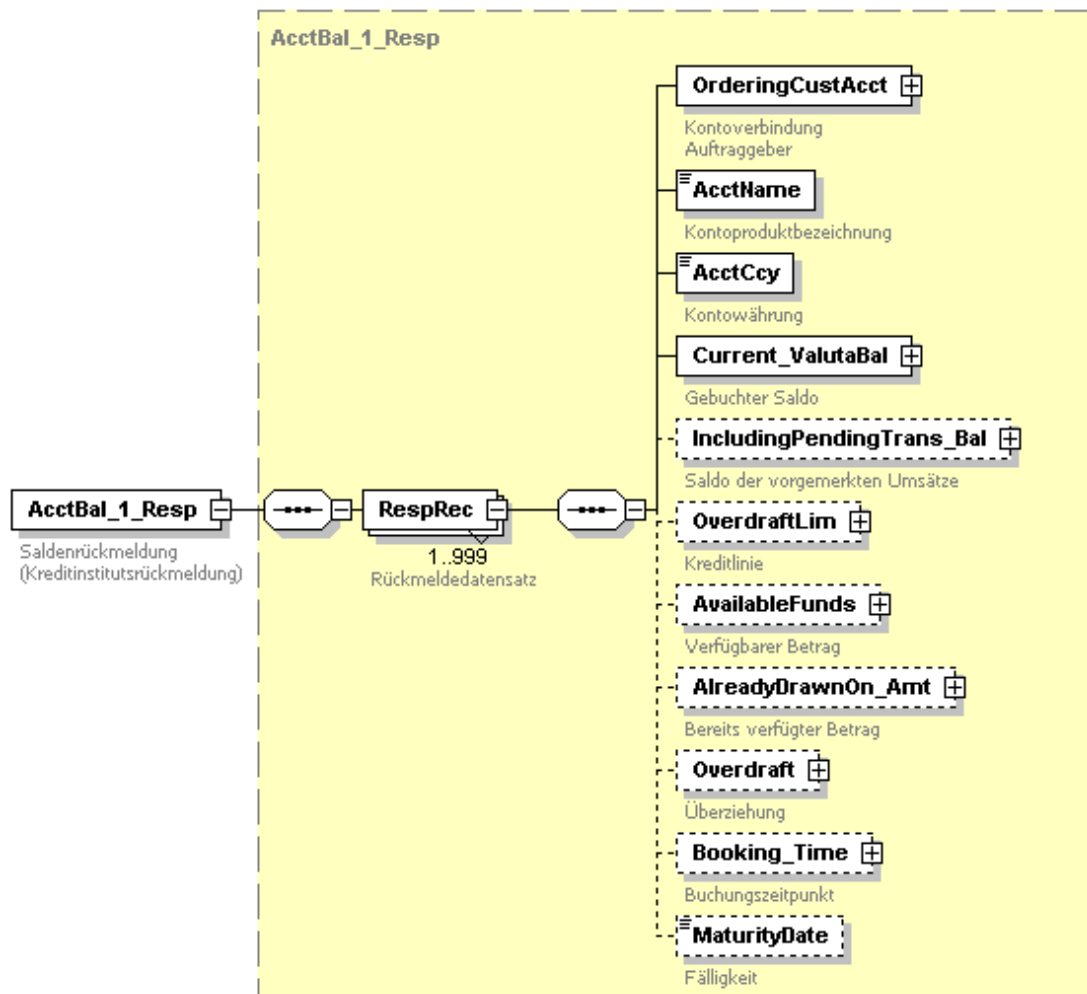 AcctBal_1_Resp
OrderingCustAcct
Kontoverbindung
Auftraggeber
AcctName
Kontoproduktbezeichnung
AcctCcy
Kontowährung
Current_ValutaBal
Gebuchter Saldo
IncludingPendingTrans_Bal
Saldo der vorgemerkten Umsätze
AcctBal_1_Resp
Saldenrückmeldung
(Kreditinstitutsrückmeldung)
RespRec
1..999
Rückmeldedatensatz
OverdraftLim
Kreditlinie
AvailableFunds
Verfügbarer Betrag
AlreadyDrawnOn_Amt
Bereits verfügter Betrag
Overdraft
Überziehung
Booking_Time
Buchungszeitpunkt
MaturityDate
Fälligkeit